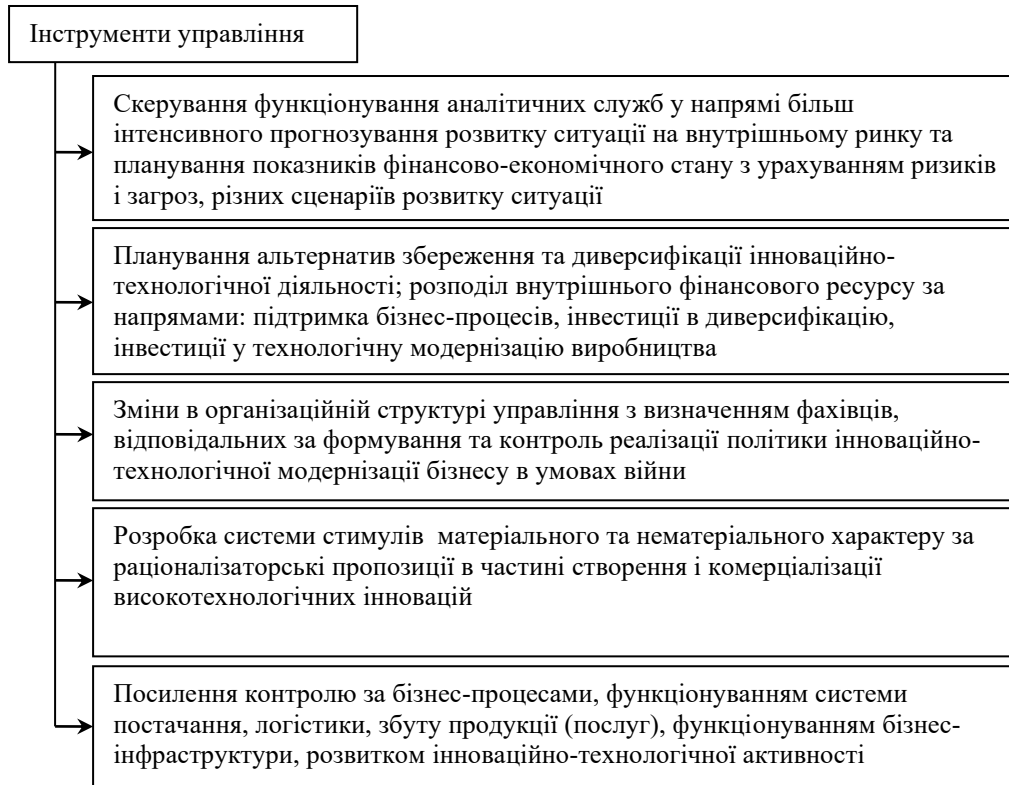 Інструменти управління
Скерування функціонування аналітичних служб у напрямі більш
інтенсивного прогнозування розвитку ситуації на внутрішньому ринку та
планування показників фінансово-економічного стану з урахуванням ризиків
і загроз, різних сценаріїв розвитку ситуації
Планування альтернатив збереження та диверсифікації інноваційно-
технологічної діяльності; розподіл внутрішнього фінансового ресурсу за
напрямами: підтримка бізнес-процесів, інвестиції в диверсифікацію,
інвестиції у технологічну модернізацію виробництва
Зміни в організаційній структурі управління з визначенням фахівців,
відповідальних за формування та контроль реалізації політики інноваційно-
технологічної модернізації бізнесу в умовах війни
Розробка системи стимулів  матеріального та нематеріального характеру за
раціоналізаторські пропозиції в частині створення і комерціалізації
високотехнологічних інновацій
Посилення контролю за бізнес-процесами, функціонуванням системи
постачання, логістики, збуту продукції (послуг), функціонуванням бізнес-
інфраструктури, розвитком інноваційно-технологічної активності